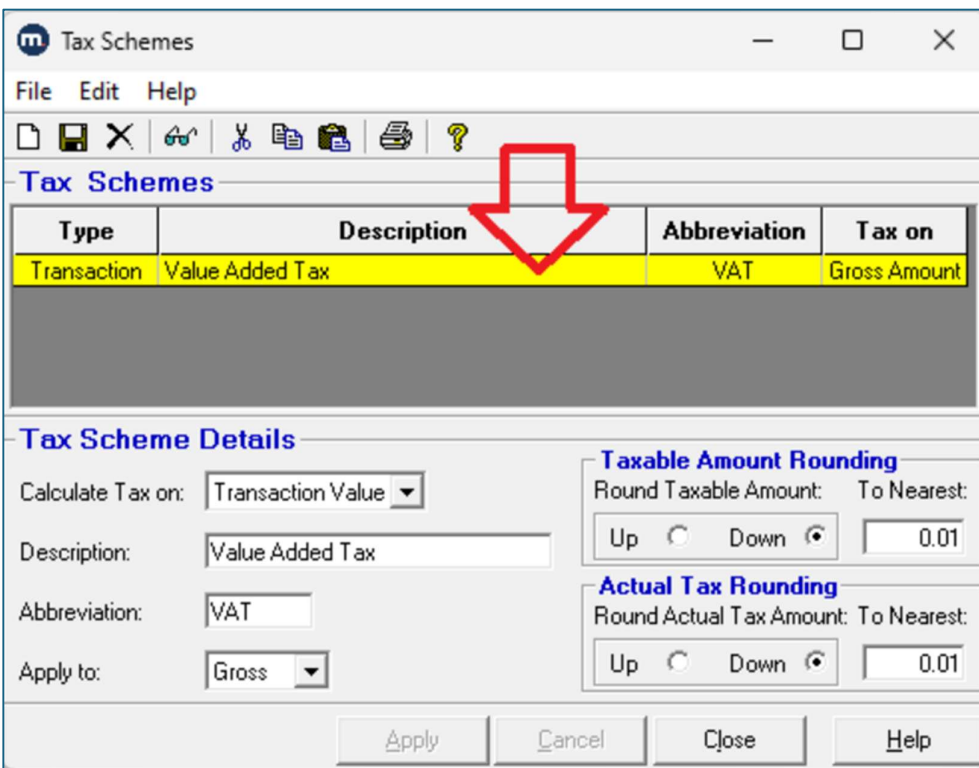 m Tax Schemes
File Edit Help
Tax Schemes
Type Description Abbreviation Tax on
Transaction Value Added Tax VAT Gross Amount
Tax Scheme Details
Calculate Tax on: Transaction Value
Description: Value Added Tax
Abbreviation: VAT
Apply to: Gross
Taxable Amount Rounding
Round Taxable Amount: To Nearest:
Up Down 0.01
Actual Tax Rounding
Round Actual Tax Amount: To Nearest:
Up Down 0.01
Apply Cancel Close Help